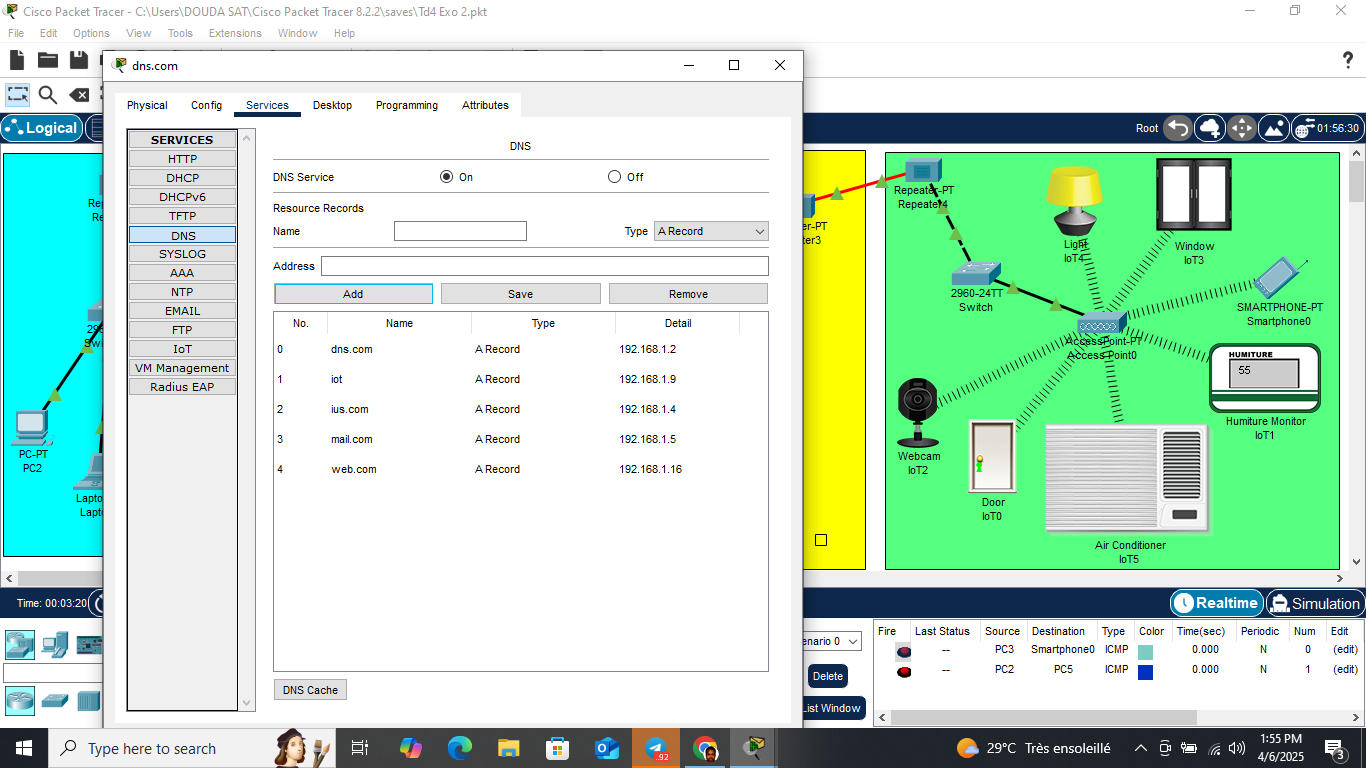 Cisco Packet Tracer - C:\Users\DOUDA SAT\Cisco Packet Tracer 8.2.2\saves\Td4 Exo 2.pkt
File Edit Options View Tools Extensions Window Help
dns.com
Physical Config Services Desktop Programming Attributes
Logical
Root
01:56:30
SERVICES
HTTP
DHCP
DHCPv6
TFTP
DNS
SYSLOG
AAA
NTP
EMAIL
FTP
IoT
VM Management
Radius EAP
DNS
DNS Service On Off
Resource Records
Name Type A Record
Address
Add Save Remove
No. Name Type Detail
0 dns.com A Record 192.168.1.2
1 iot A Record 192.168.1.9
2 ius.com A Record 192.168.1.4
3 mail.com A Record 192.168.1.5
4 web.com A Record 192.168.1.16
DNS Cache
PC-PT
PC2
Repeater-PT
Repeater4
2960-24TT
Switch
Light
IoT4
Window
IoT3
SMARTPHONE-PT
Smartphone0
AccessPoint-PT
Access Point0
HUMITURE
55
Humiture Monitor
IoT1
Webcam
IoT2
Door
IoT0
Air Conditioner
IoT5
Time: 00:03:20
Realtime Simulation
enario 0
Delete
List Window
Fire Last Status Source Destination Type Color Time(sec) Periodic Num Edit
-- PC3 Smartphone0 ICMP 0.000 N 0 (edit)
-- PC2 PC5 ICMP 0.000 N 1 (edit)
Type here to search
.92
29°C Très ensoleillé
1:55 PM
4/6/2025
3